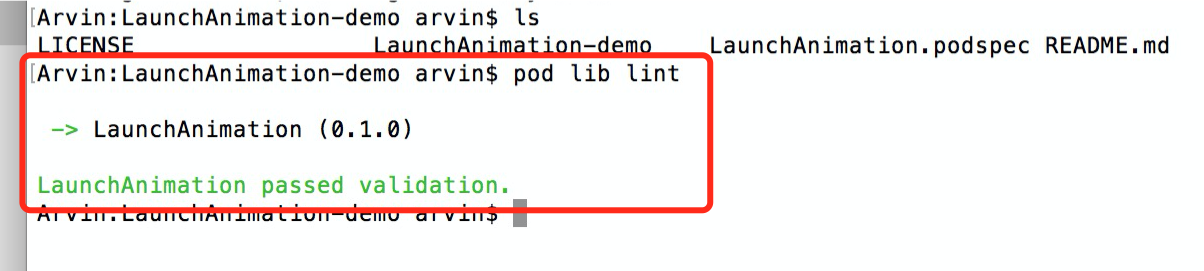 [Arvin:LaunchAnimation-demo arvin$ ls
LICENSE LaunchAnimation-demo LaunchAnimation.podspec README.md
[Arvin:LaunchAnimation-demo arvin$ pod lib lint
-> LaunchAnimation (0.1.0)
LaunchAnimation passed validation.
Arvin:LaunchAnimation-demo arvin$